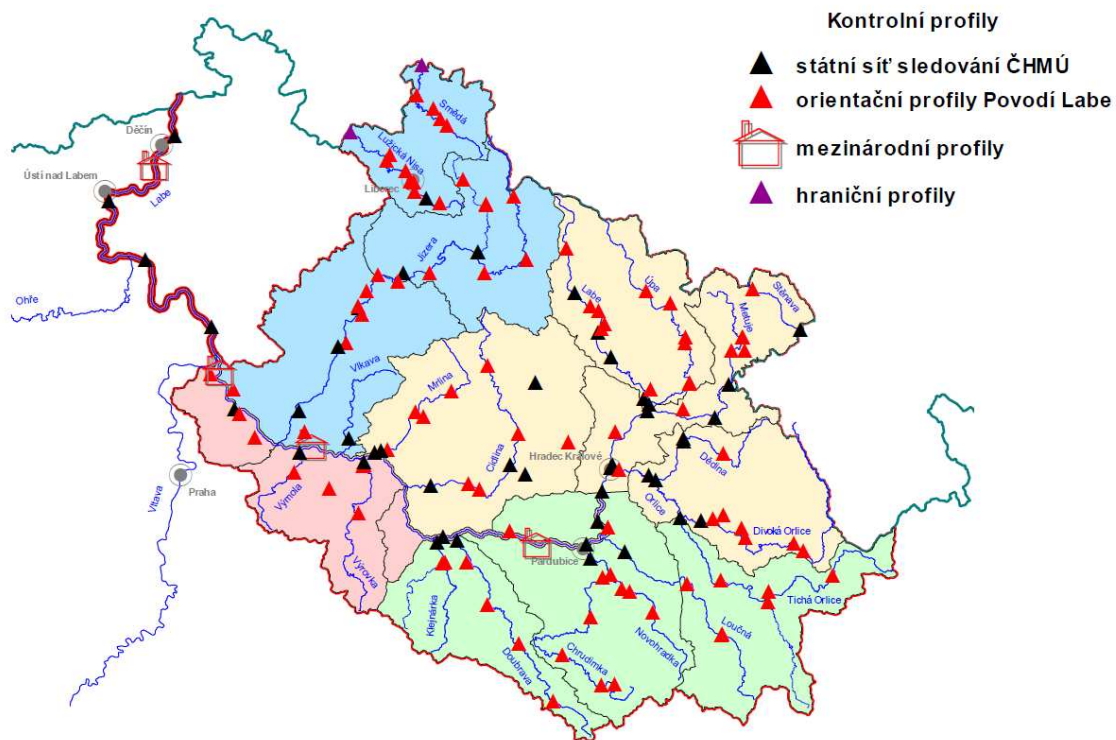 Kontrolní profily
státní síť sledování ČHMÚ
orientační profily Povodí Labe
mezinárodní profily
hraniční profily
Děčín
Ústí nad Labem
Labe
Ohře
Praha
Vltava
Smědá
Lužická Nisa
Liberec
Jizera
Labe
Úpa
Metuje
Stěnava
Vlkava
Mrlina
Cidlina
Hradec Králové
Dědina
Orlice
Divoká Orlice
Výmola
Výrovka
Pardubice
Tichá Orlice
Klejnárka
Doubrava
Chrudimka
Novohradka
Loučná